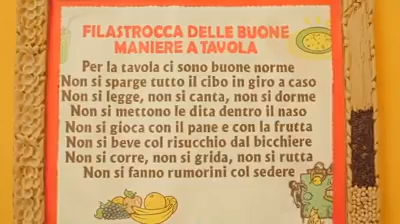 FILASTROCCA DELLE BUONE
MANIERE A TAVOLA
Per la tavola ci sono buone norme
Non si sparge tutto il cibo in giro a caso
Non si legge, non si canta, non si dorme
Non si mettono le dita dentro il naso
Non si gioca con il pane e con la frutta
Non si beve col risucchio dal bicchiere
Non si corre, non si grida, non si rutta
Non si fanno rumorini col sedere